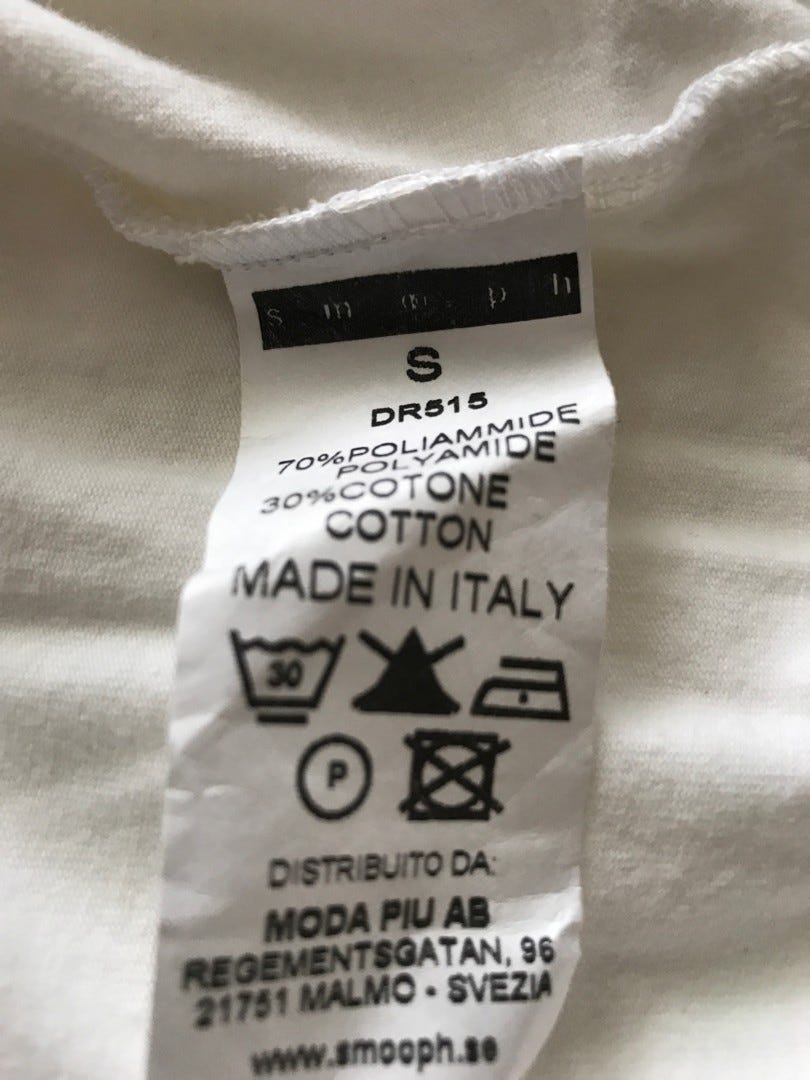 s m oo p h
S
DR515
70%POLIAMMIDE
POLYAMIDE
30%COTONE
COTTON
MADE IN ITALY
30
P
DISTRIBUITO DA:
MODA PIU AB
REGEMENTSGATAN, 96
21751 MALMO - SVEZIA
www.smooph.se